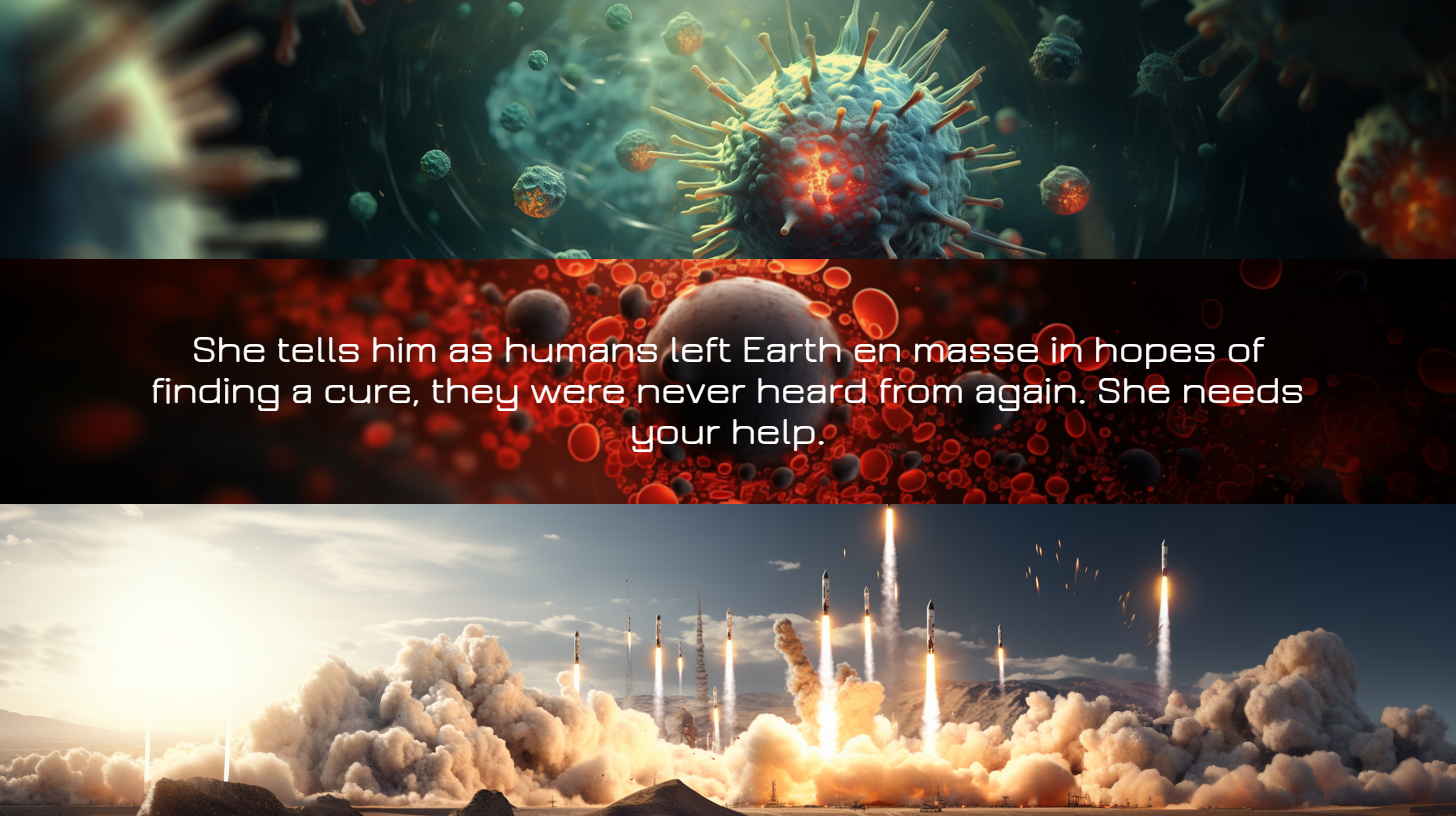 She tells him as humans left Earth en masse in hopes of
finding a cure, they were never heard from again. She needs
your help.